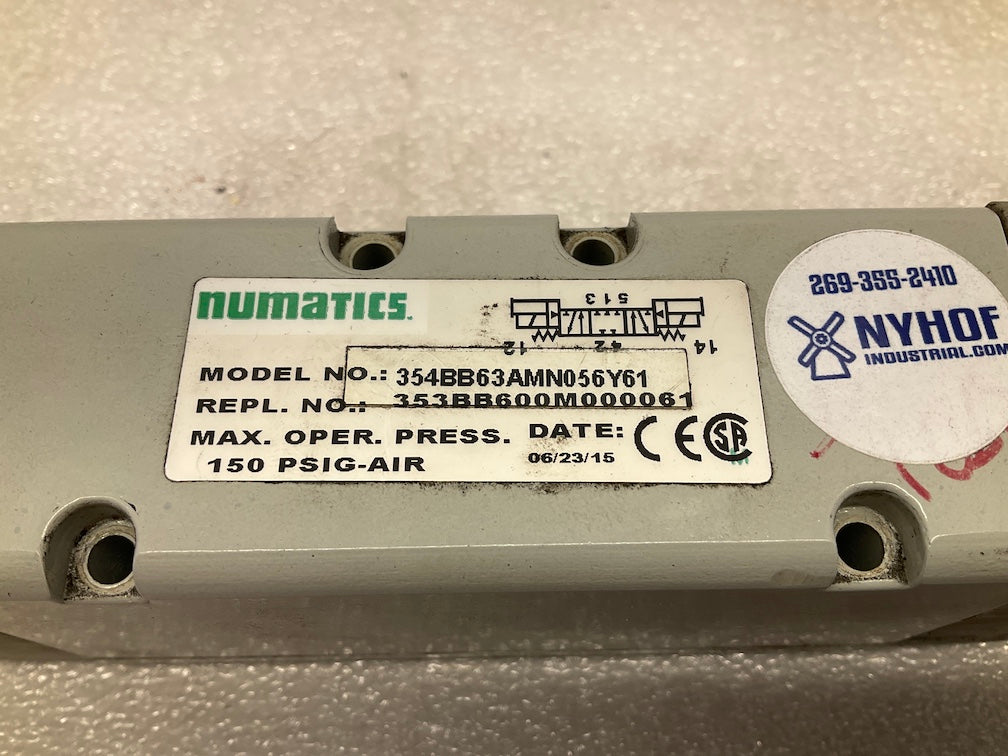 numatics.
5 1 3
12 4 2 14
MODEL NO.: 354BB63AMN056Y61
REPL. NO.: 353BB600M000061
MAX. OPER. PRESS.
150 PSIG-AIR
DATE:
06/23/15
CE SA
269-355-2410
NYHOF
INDUSTRIAL.COM